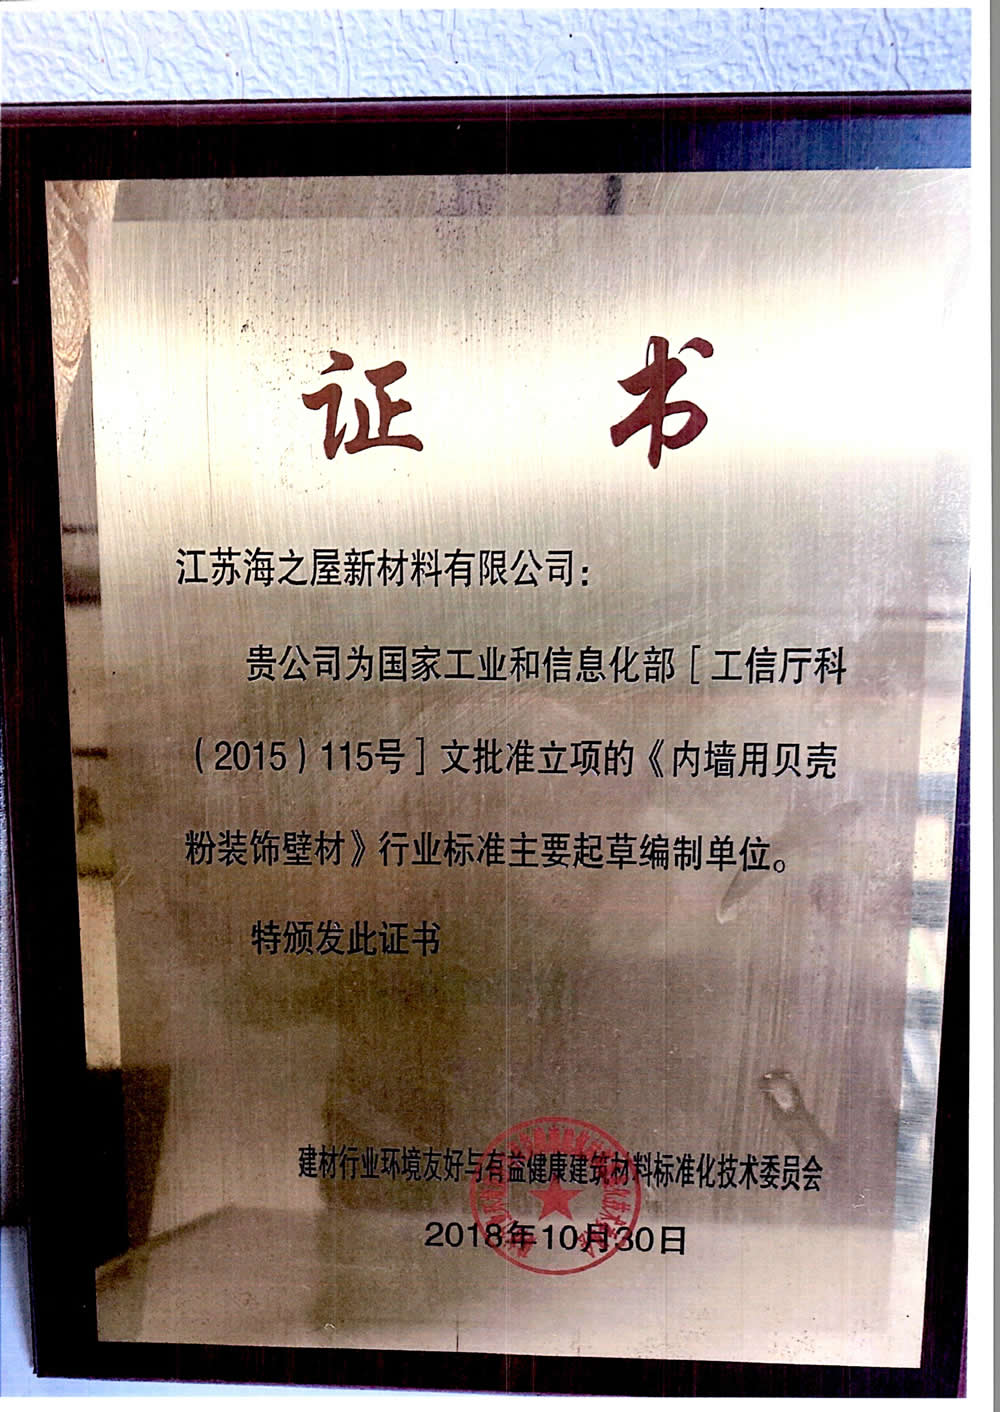 证 书
江苏海之屋新材料有限公司：
贵公司为国家工业和信息化部［工信厅科
（2015）115号］文批准立项的《内墙用贝壳
粉装饰壁材》行业标准主要起草编制单位。
特颁发此证书
建材行业环境友好与有益健康建筑材料标准化技术委员会
2018年10月30日